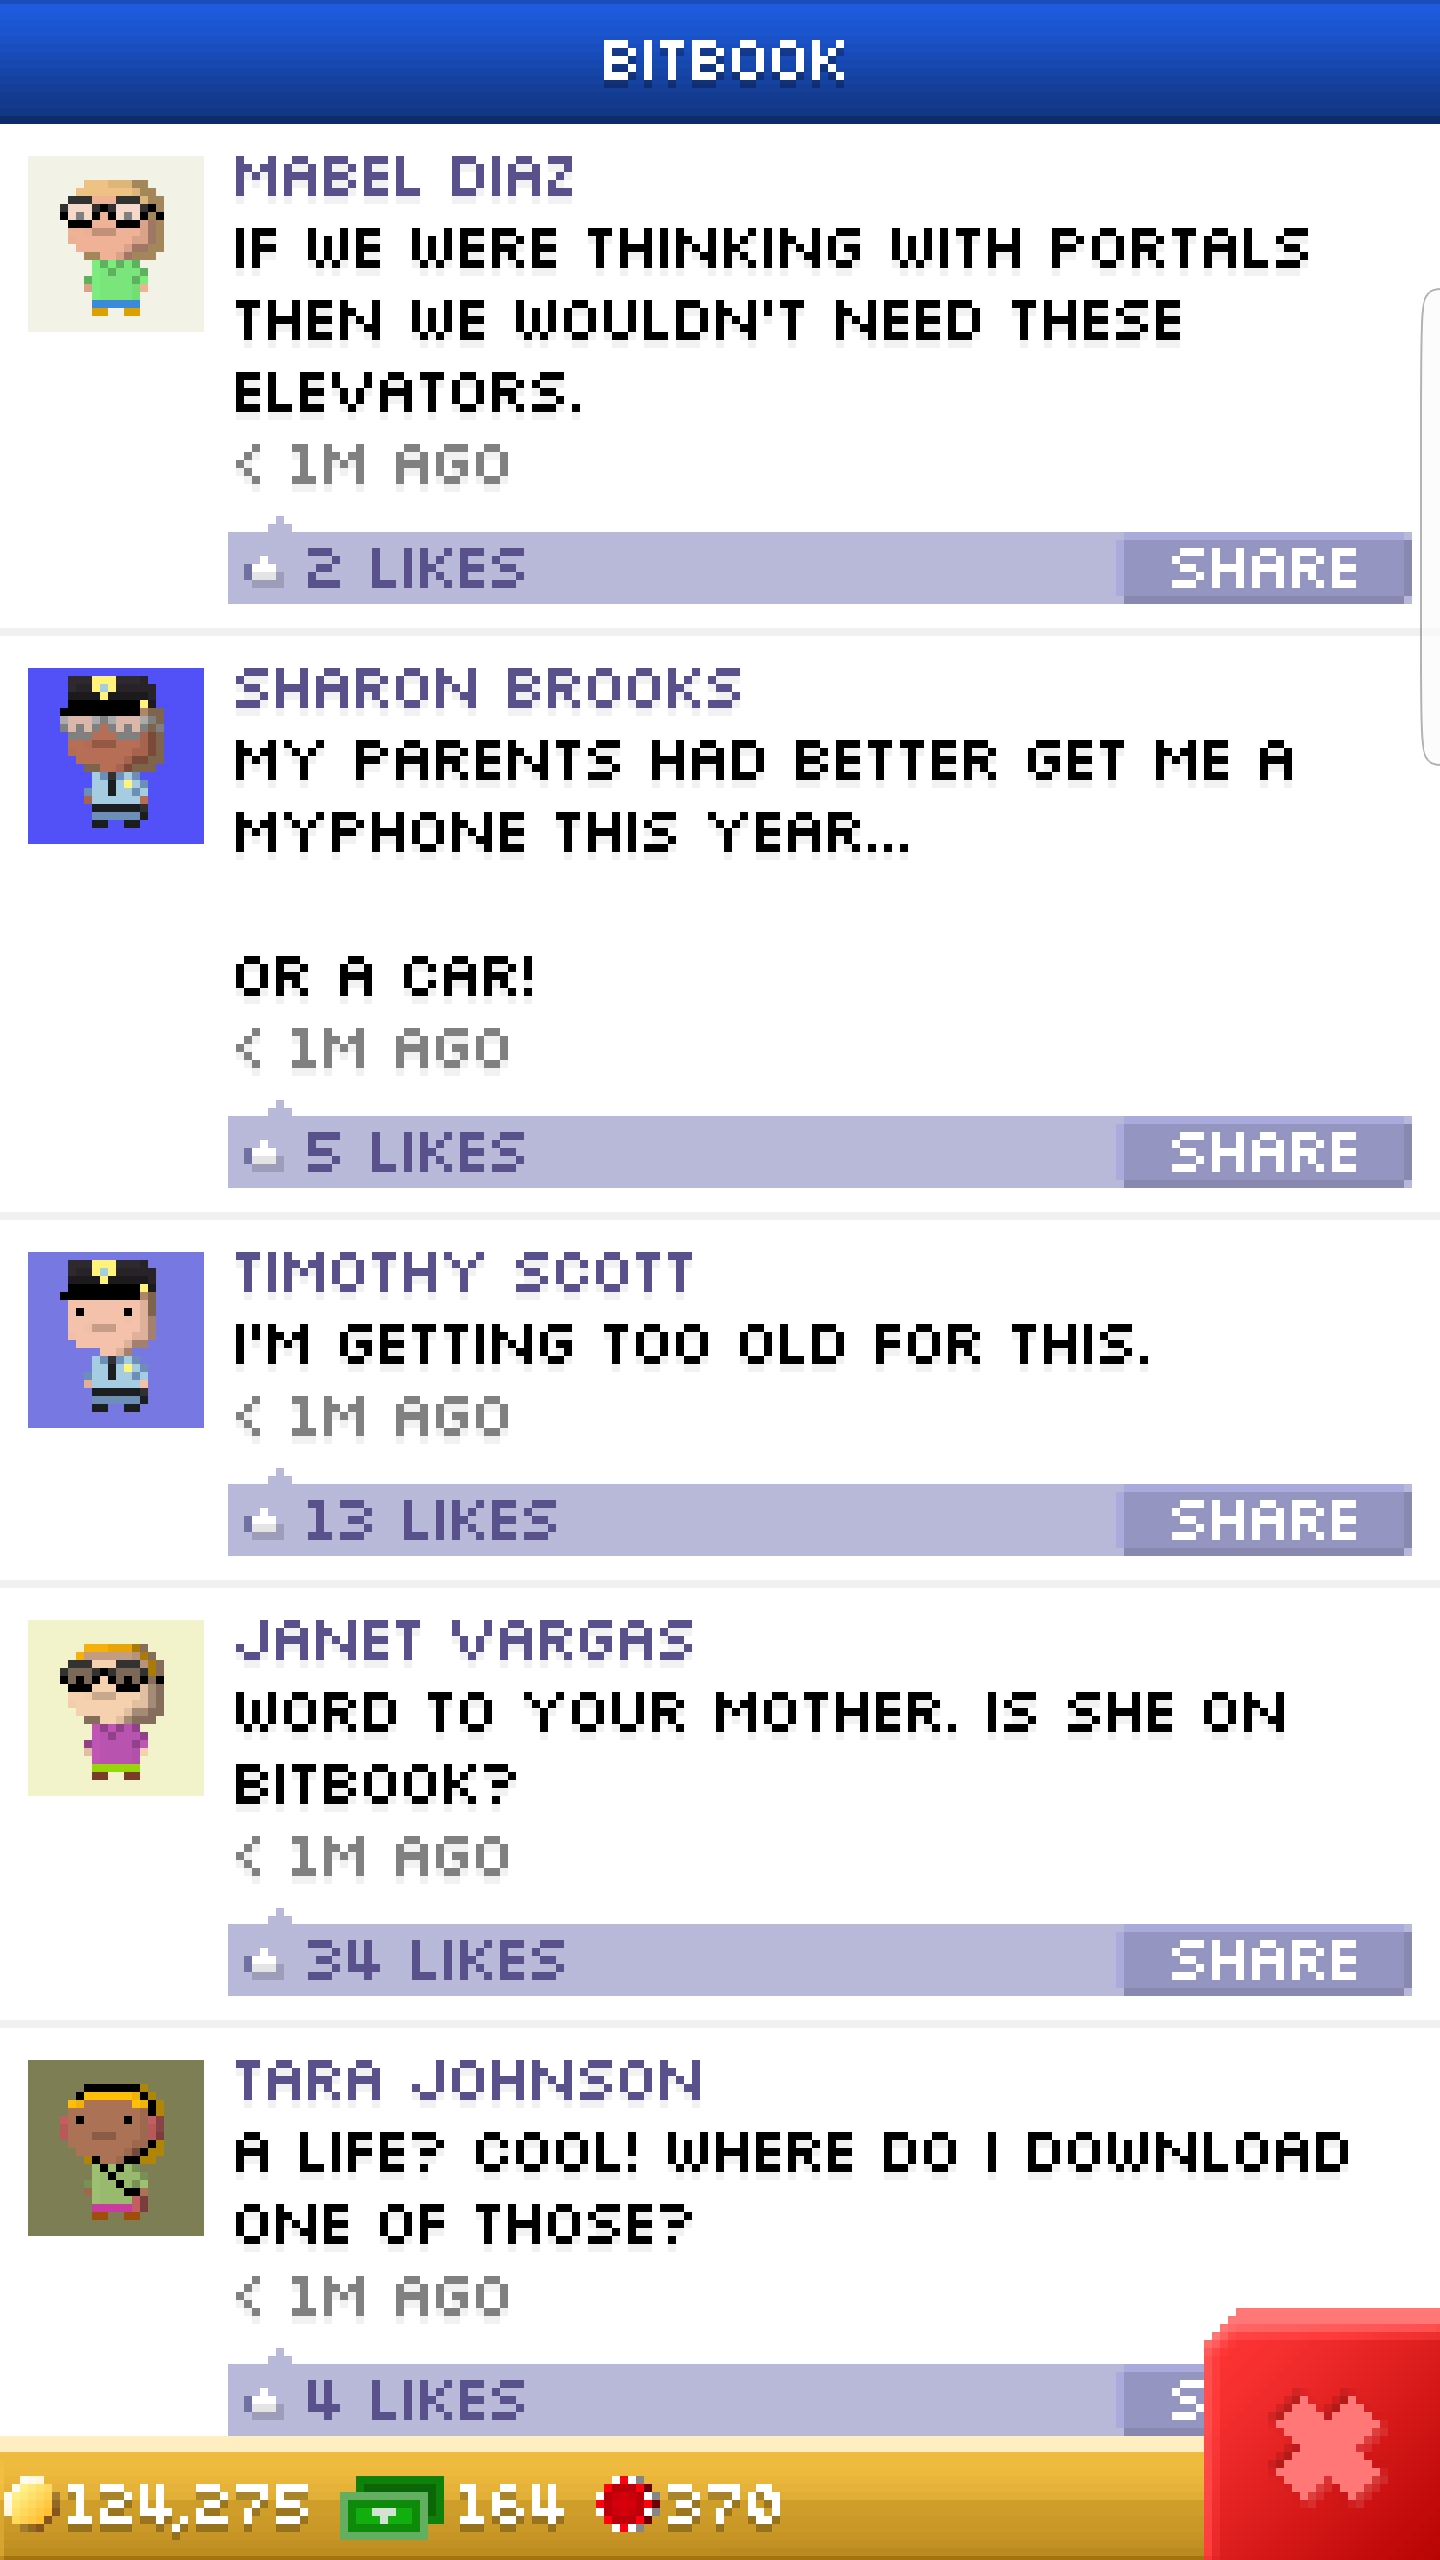 BITBOOK
MABEL DIAZ
IF WE WERE THINKING WITH PORTALS
THEN WE WOULDN'T NEED THESE
ELEVATORS.
< 1M AGO
2 LIKES SHARE
SHARON BROOKS
MY PARENTS HAD BETTER GET ME A
MYPHONE THIS YEAR...
OR A CAR!
< 1M AGO
5 LIKES SHARE
TIMOTHY SCOTT
I'M GETTING TOO OLD FOR THIS.
< 1M AGO
13 LIKES SHARE
JANET VARGAS
WORD TO YOUR MOTHER. IS SHE ON
BITBOOK?
< 1M AGO
34 LIKES SHARE
TARA JOHNSON
A LIFE? COOL! WHERE DO I DOWNLOAD
ONE OF THOSE?
< 1M AGO
4 LIKES S
124,275 164 370